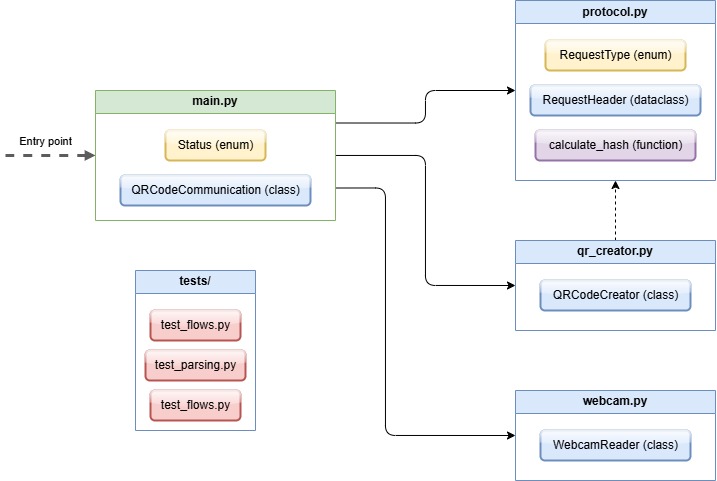 protocol.py
RequestType (enum)
RequestHeader (dataclass)
calculate_hash (function)
main.py
Status (enum)
QRCodeCommunication (class)
Entry point
qr_creator.py
QRCodeCreator (class)
tests/
test_flows.py
test_parsing.py
test_flows.py
webcam.py
WebcamReader (class)